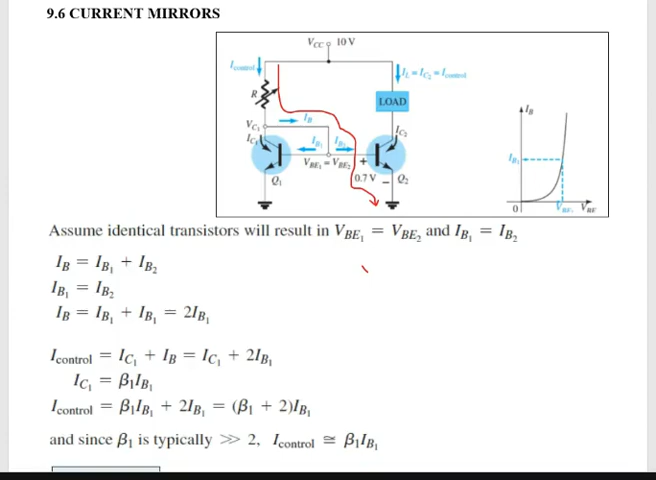 9.6 CURRENT MIRRORS
V_CC 10 V
I_control
I_L = I_C2 = I_control
R
LOAD
I_B
V_C1
I_B
I_C1
I_B1 I_B2
I_C2
I_B1
V_BE1 = V_BE2 +
Q1
0.7 V − Q2
0 V_BE1 V_BE
Assume identical transistors will result in V_BE1 = V_BE2 and I_B1 = I_B2
I_B = I_B1 + I_B2
I_B1 = I_B2
I_B = I_B1 + I_B1 = 2I_B1
I_control = I_C1 + I_B = I_C1 + 2I_B1
I_C1 = β1I_B1
I_control = β1I_B1 + 2I_B1 = (β1 + 2)I_B1
and since β1 is typically ≫ 2, I_control ≅ β1I_B1